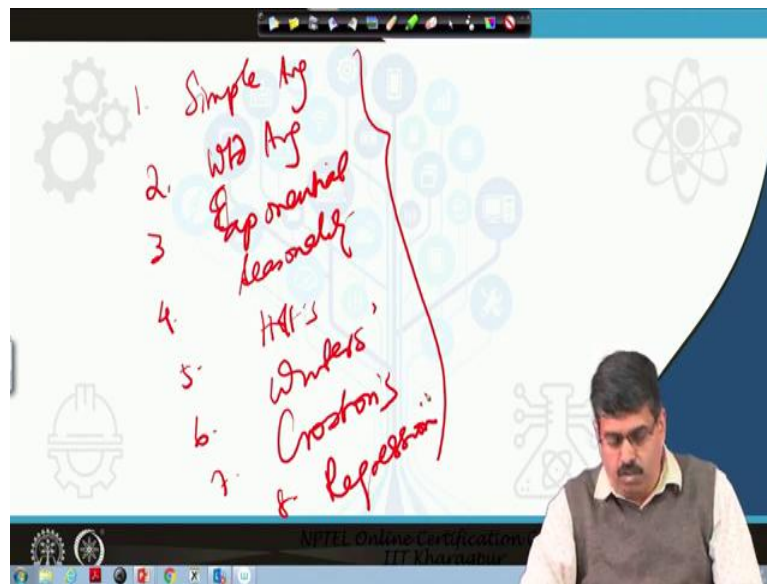 1. Simple Avg
2. Wtd Avg
3 Exponential
4. Seasonality
5. Holt's
6. Winters'
7. Croston's
8. Regression
NPTEL Online Certification
IIT Kharagpur